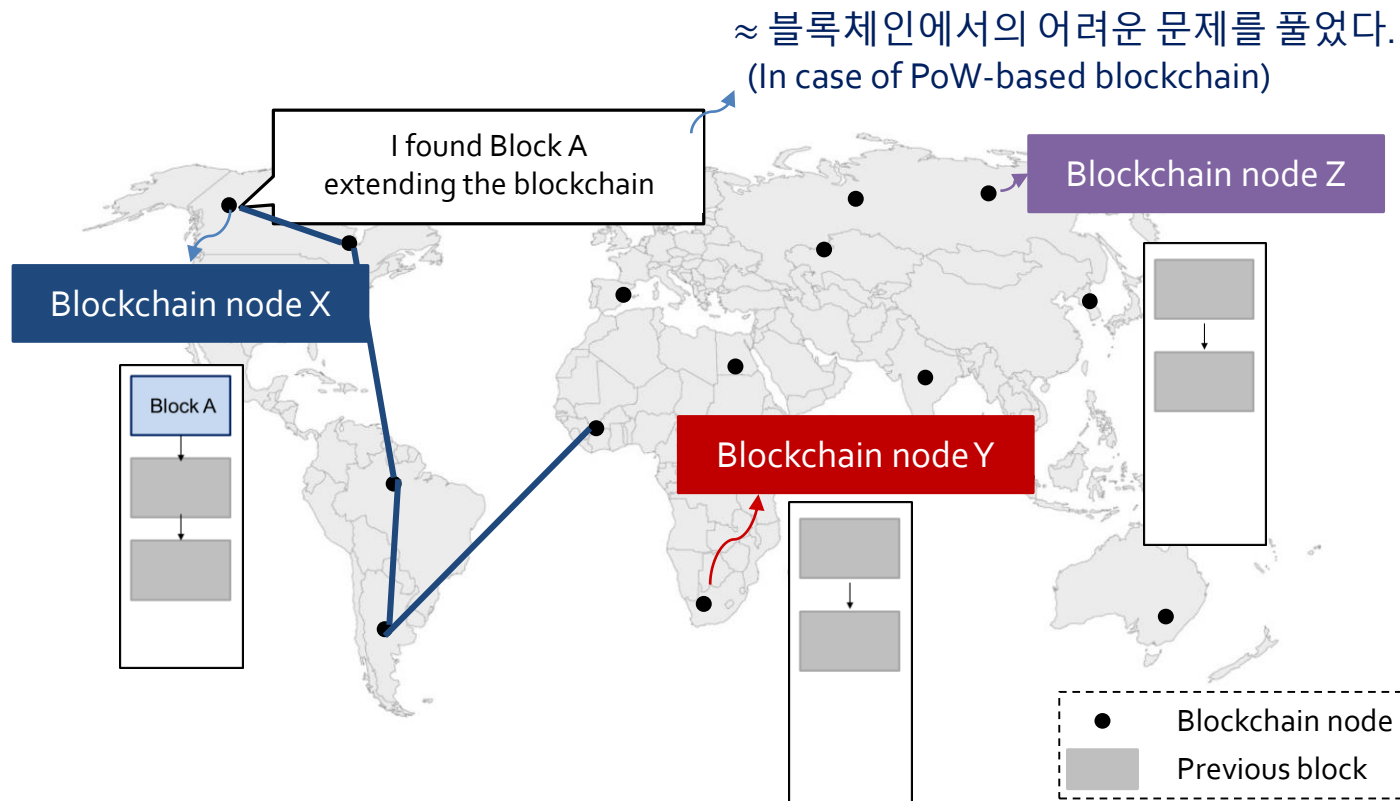 ≈ 블록체인에서의 어려운 문제를 풀었다.
(In case of PoW-based blockchain)
I found Block A
extending the blockchain
Blockchain node Z
Blockchain node X
Block A
Blockchain node Y
Blockchain node
Previous block